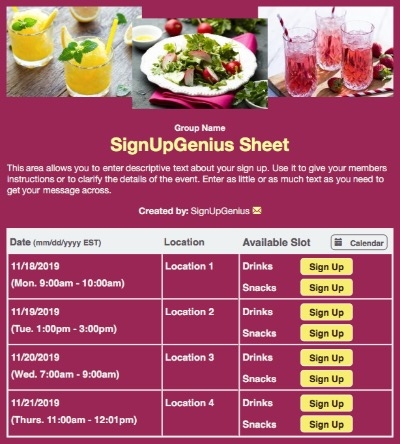 Group Name
SignUpGenius Sheet
This area allows you to enter descriptive text about your sign up. Use it to give your members
instructions or to clarify the details of the event. Enter as little or as much text as you need to
get your message across.
Created by: SignUpGenius
Date (mm/dd/yyyy EST) Location Available Slot Calendar
11/18/2019 Location 1 Drinks Sign Up
(Mon. 9:00am - 10:00am) Snacks Sign Up
11/19/2019 Location 2 Drinks Sign Up
(Tue. 1:00pm - 3:00pm) Snacks Sign Up
11/20/2019 Location 3 Drinks Sign Up
(Wed. 7:00am - 9:00am) Snacks Sign Up
11/21/2019 Location 4 Drinks Sign Up
(Thurs. 11:00am - 12:01pm) Snacks Sign Up